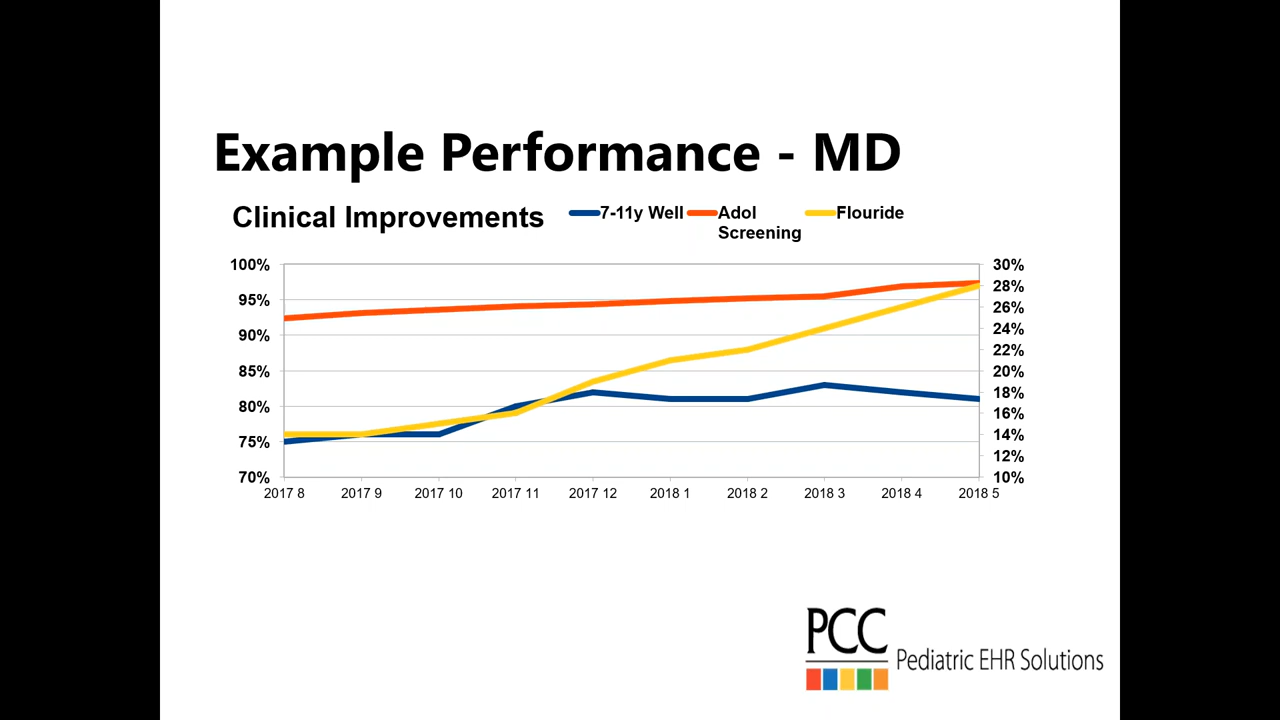 Example Performance - MD
Clinical Improvements
7-11y Well
Adol
Screening
Flouride
100%
95%
90%
85%
80%
75%
70%
30%
28%
26%
24%
22%
20%
18%
16%
14%
12%
10%
2017 8 2017 9 2017 10 2017 11 2017 12 2018 1 2018 2 2018 3 2018 4 2018 5
PCC
Pediatric EHR Solutions